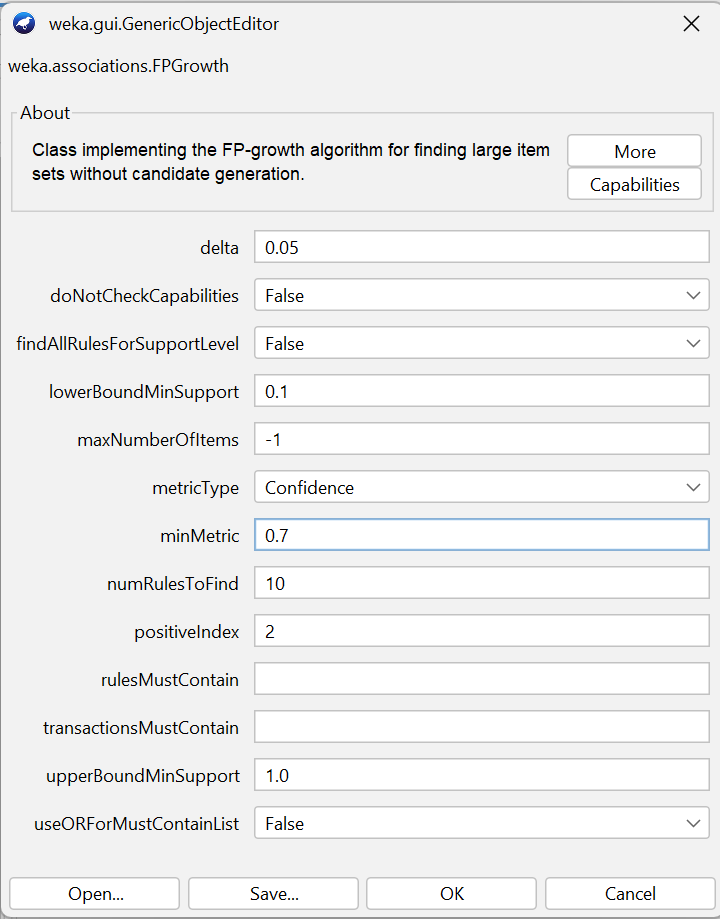 weka.gui.GenericObjectEditor
weka.associations.FPGrowth
About
Class implementing the FP-growth algorithm for finding large item
sets without candidate generation.
More
Capabilities
delta 0.05
doNotCheckCapabilities False
findAllRulesForSupportLevel False
lowerBoundMinSupport 0.1
maxNumberOfItems -1
metricType Confidence
minMetric 0.7
numRulesToFind 10
positiveIndex 2
rulesMustContain
transactionsMustContain
upperBoundMinSupport 1.0
useORForMustContainList False
Open... Save... OK Cancel